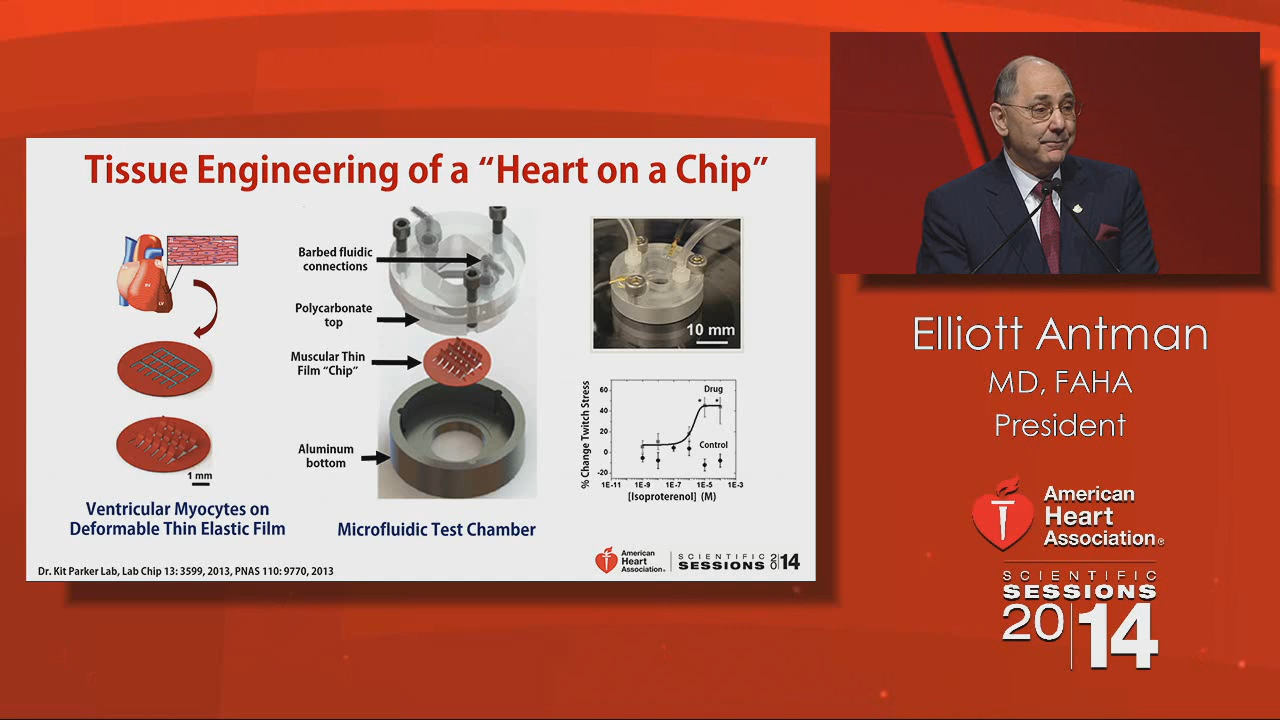 Tissue Engineering of a “Heart on a Chip”
RV
LV
1 mm
Ventricular Myocytes on
Deformable Thin Elastic Film
Barbed fluidic
connections
Polycarbonate
top
Muscular Thin
Film “Chip”
Aluminum
bottom
Microfluidic Test Chamber
10 mm
% Change Twitch Stress
60
40
20
0
-20
Drug
* *
Control
1E-11 1E-9 1E-7 1E-5 1E-3
[Isoproterenol] (M)
Dr. Kit Parker Lab, Lab Chip 13: 3599, 2013, PNAS 110: 9770, 2013
American
Heart
Association®
SCIENTIFIC
SESSIONS 2014
Elliott Antman
MD, FAHA
President
American
Heart
Association®
SCIENTIFIC
SESSIONS
20|14